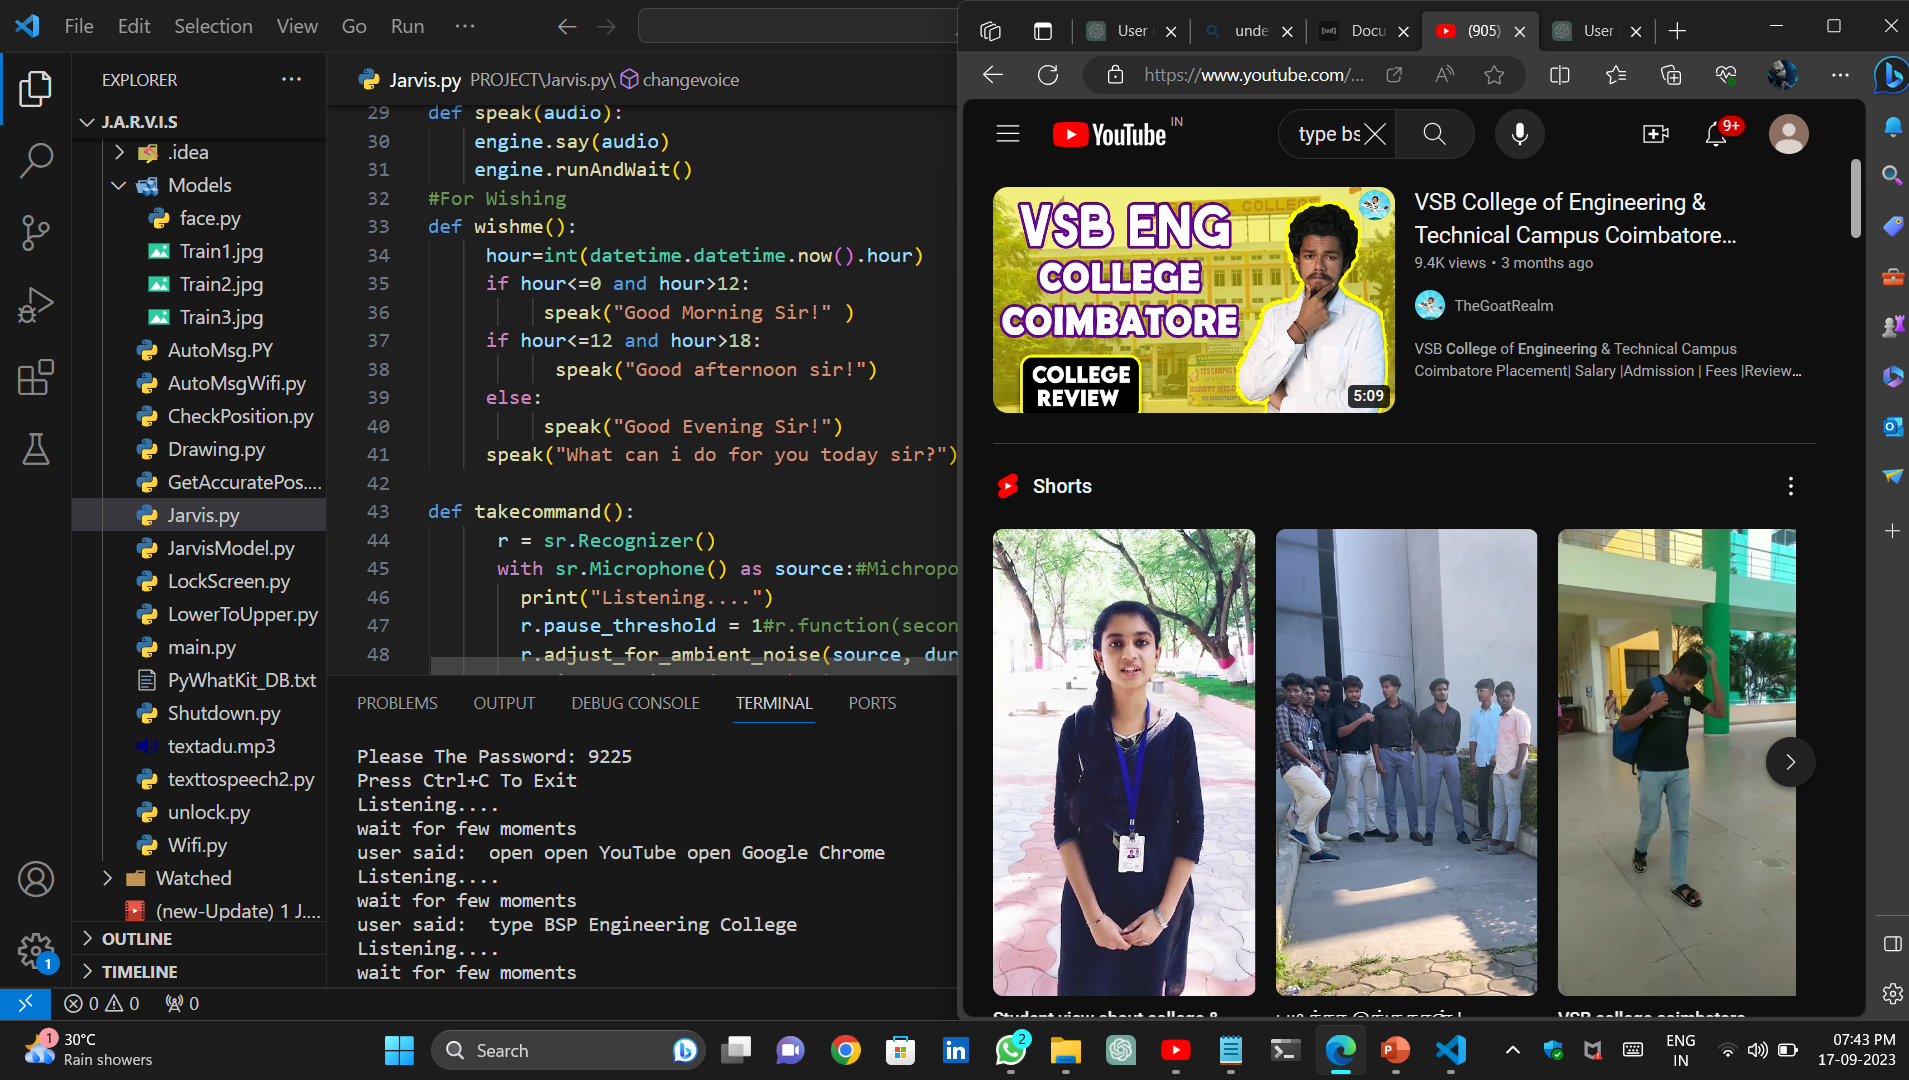 File Edit Selection View Go Run ···
EXPLORER ···
J.A.R.V.I.S
.idea
Models
face.py
Train1.jpg
Train2.jpg
Train3.jpg
AutoMsg.PY
AutoMsgWifi.py
CheckPosition.py
Drawing.py
GetAccuratePos....
Jarvis.py
JarvisModel.py
LockScreen.py
LowerToUpper.py
main.py
PyWhatKit_DB.txt
Shutdown.py
textadu.mp3
texttospeech2.py
unlock.py
Wifi.py
Watched
(new-Update) 1 J....
OUTLINE
TIMELINE
1
0 0 0
Jarvis.py PROJECT\Jarvis.py\ changevoice
29 def speak(audio):
30 engine.say(audio)
31 engine.runAndWait()
32 #For Wishing
33 def wishme():
34 hour=int(datetime.datetime.now().hour)
35 if hour<=0 and hour>12:
36 speak("Good Morning Sir!" )
37 if hour<=12 and hour>18:
38 speak("Good afternoon sir!")
39 else:
40 speak("Good Evening Sir!")
41 speak("What can i do for you today sir?")
42
43 def takecommand():
44 r = sr.Recognizer()
45 with sr.Microphone() as source:#Michropo
46 print("Listening....")
47 r.pause_threshold = 1#r.function(secon
48 r.adjust_for_ambient_noise(source, dur
PROBLEMS OUTPUT DEBUG CONSOLE TERMINAL PORTS
Please The Password: 9225
Press Ctrl+C To Exit
Listening....
wait for few moments
user said:  open open YouTube open Google Chrome
Listening....
wait for few moments
user said:  type BSP Engineering College
Listening....
wait for few moments
User unde [ud] Docu (905) User
https://www.youtube.com/...
YouTube IN
type bs
9+
VSB ENG
COLLEGE
COIMBATORE
COLLEGE
REVIEW
5:09
VSB College of Engineering &
Technical Campus Coimbatore...
9.4K views • 3 months ago
TheGoatRealm
VSB College of Engineering & Technical Campus
Coimbatore Placement| Salary |Admission | Fees |Review...
Shorts
Student view about college &
VSB college coimbatore
1 30°C
Rain showers
Search
2
ENG
IN
07:43 PM
17-09-2023